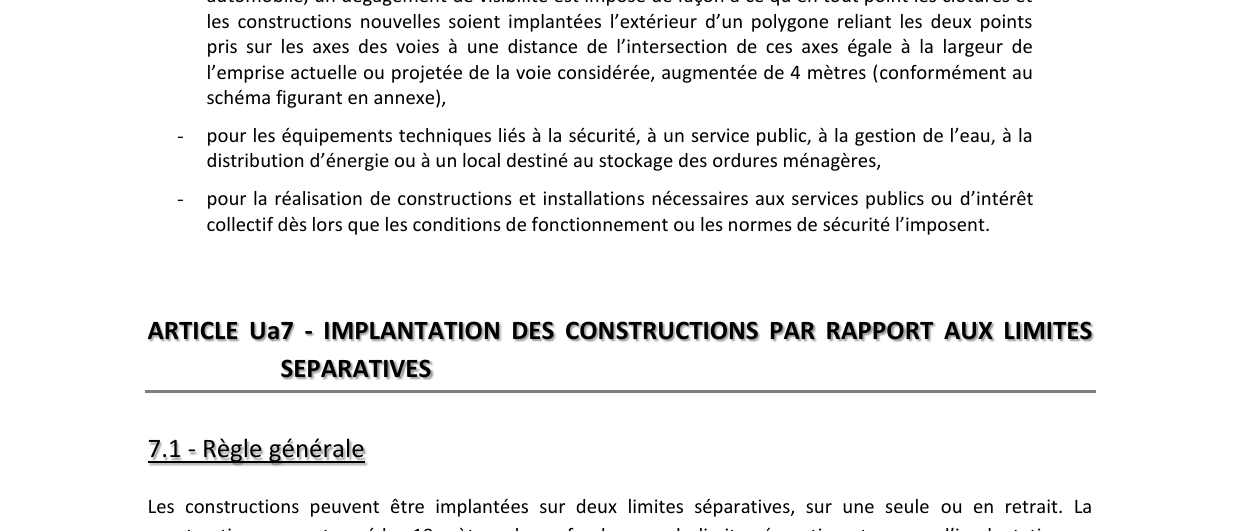 les constructions nouvelles soient implantées l’extérieur d’un polygone reliant les deux points
pris sur les axes des voies à une distance de l’intersection de ces axes égale à la largeur de
l’emprise actuelle ou projetée de la voie considérée, augmentée de 4 mètres (conformément au
schéma figurant en annexe),
- pour les équipements techniques liés à la sécurité, à un service public, à la gestion de l’eau, à la
distribution d’énergie ou à un local destiné au stockage des ordures ménagères,
- pour la réalisation de constructions et installations nécessaires aux services publics ou d’intérêt
collectif dès lors que les conditions de fonctionnement ou les normes de sécurité l’imposent.
ARTICLE Ua7 - IMPLANTATION DES CONSTRUCTIONS PAR RAPPORT AUX LIMITES
SEPARATIVES
7.1 - Règle générale
Les constructions peuvent être implantées sur deux limites séparatives, sur une seule ou en retrait. La